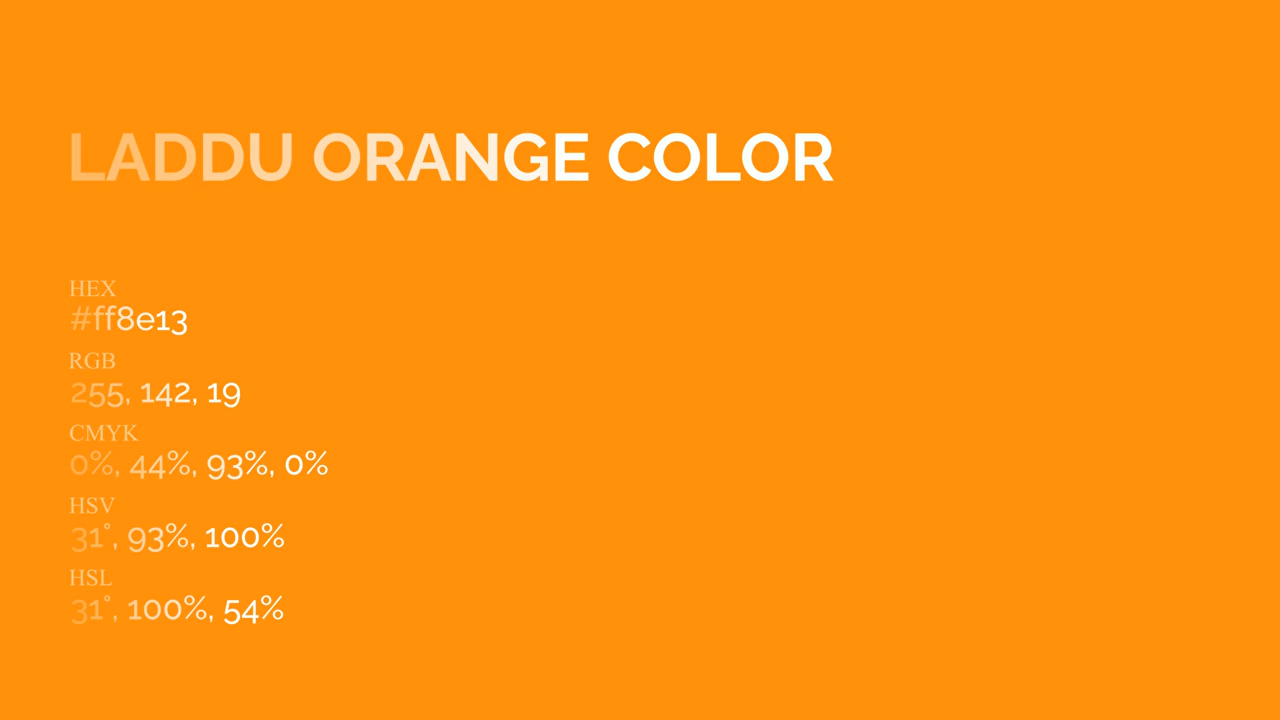 LADDU ORANGE COLOR
HEX
#ff8e13
RGB
255, 142, 19
CMYK
0%, 44%, 93%, 0%
HSV
31°, 93%, 100%
HSL
31°, 100%, 54%